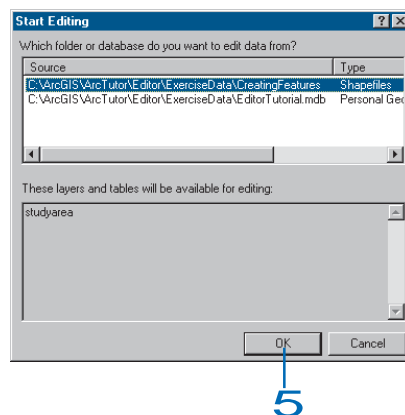 Start Editing
Which folder or database do you want to edit data from?
Source Type
C:\ArcGIS\ArcTutor\Editor\ExerciseData\CreatingFeatures Shapefiles
C:\ArcGIS\ArcTutor\Editor\ExerciseData\EditorTutorial.mdb Personal Geo
These layers and tables will be available for editing:
studyarea
OK Cancel
5